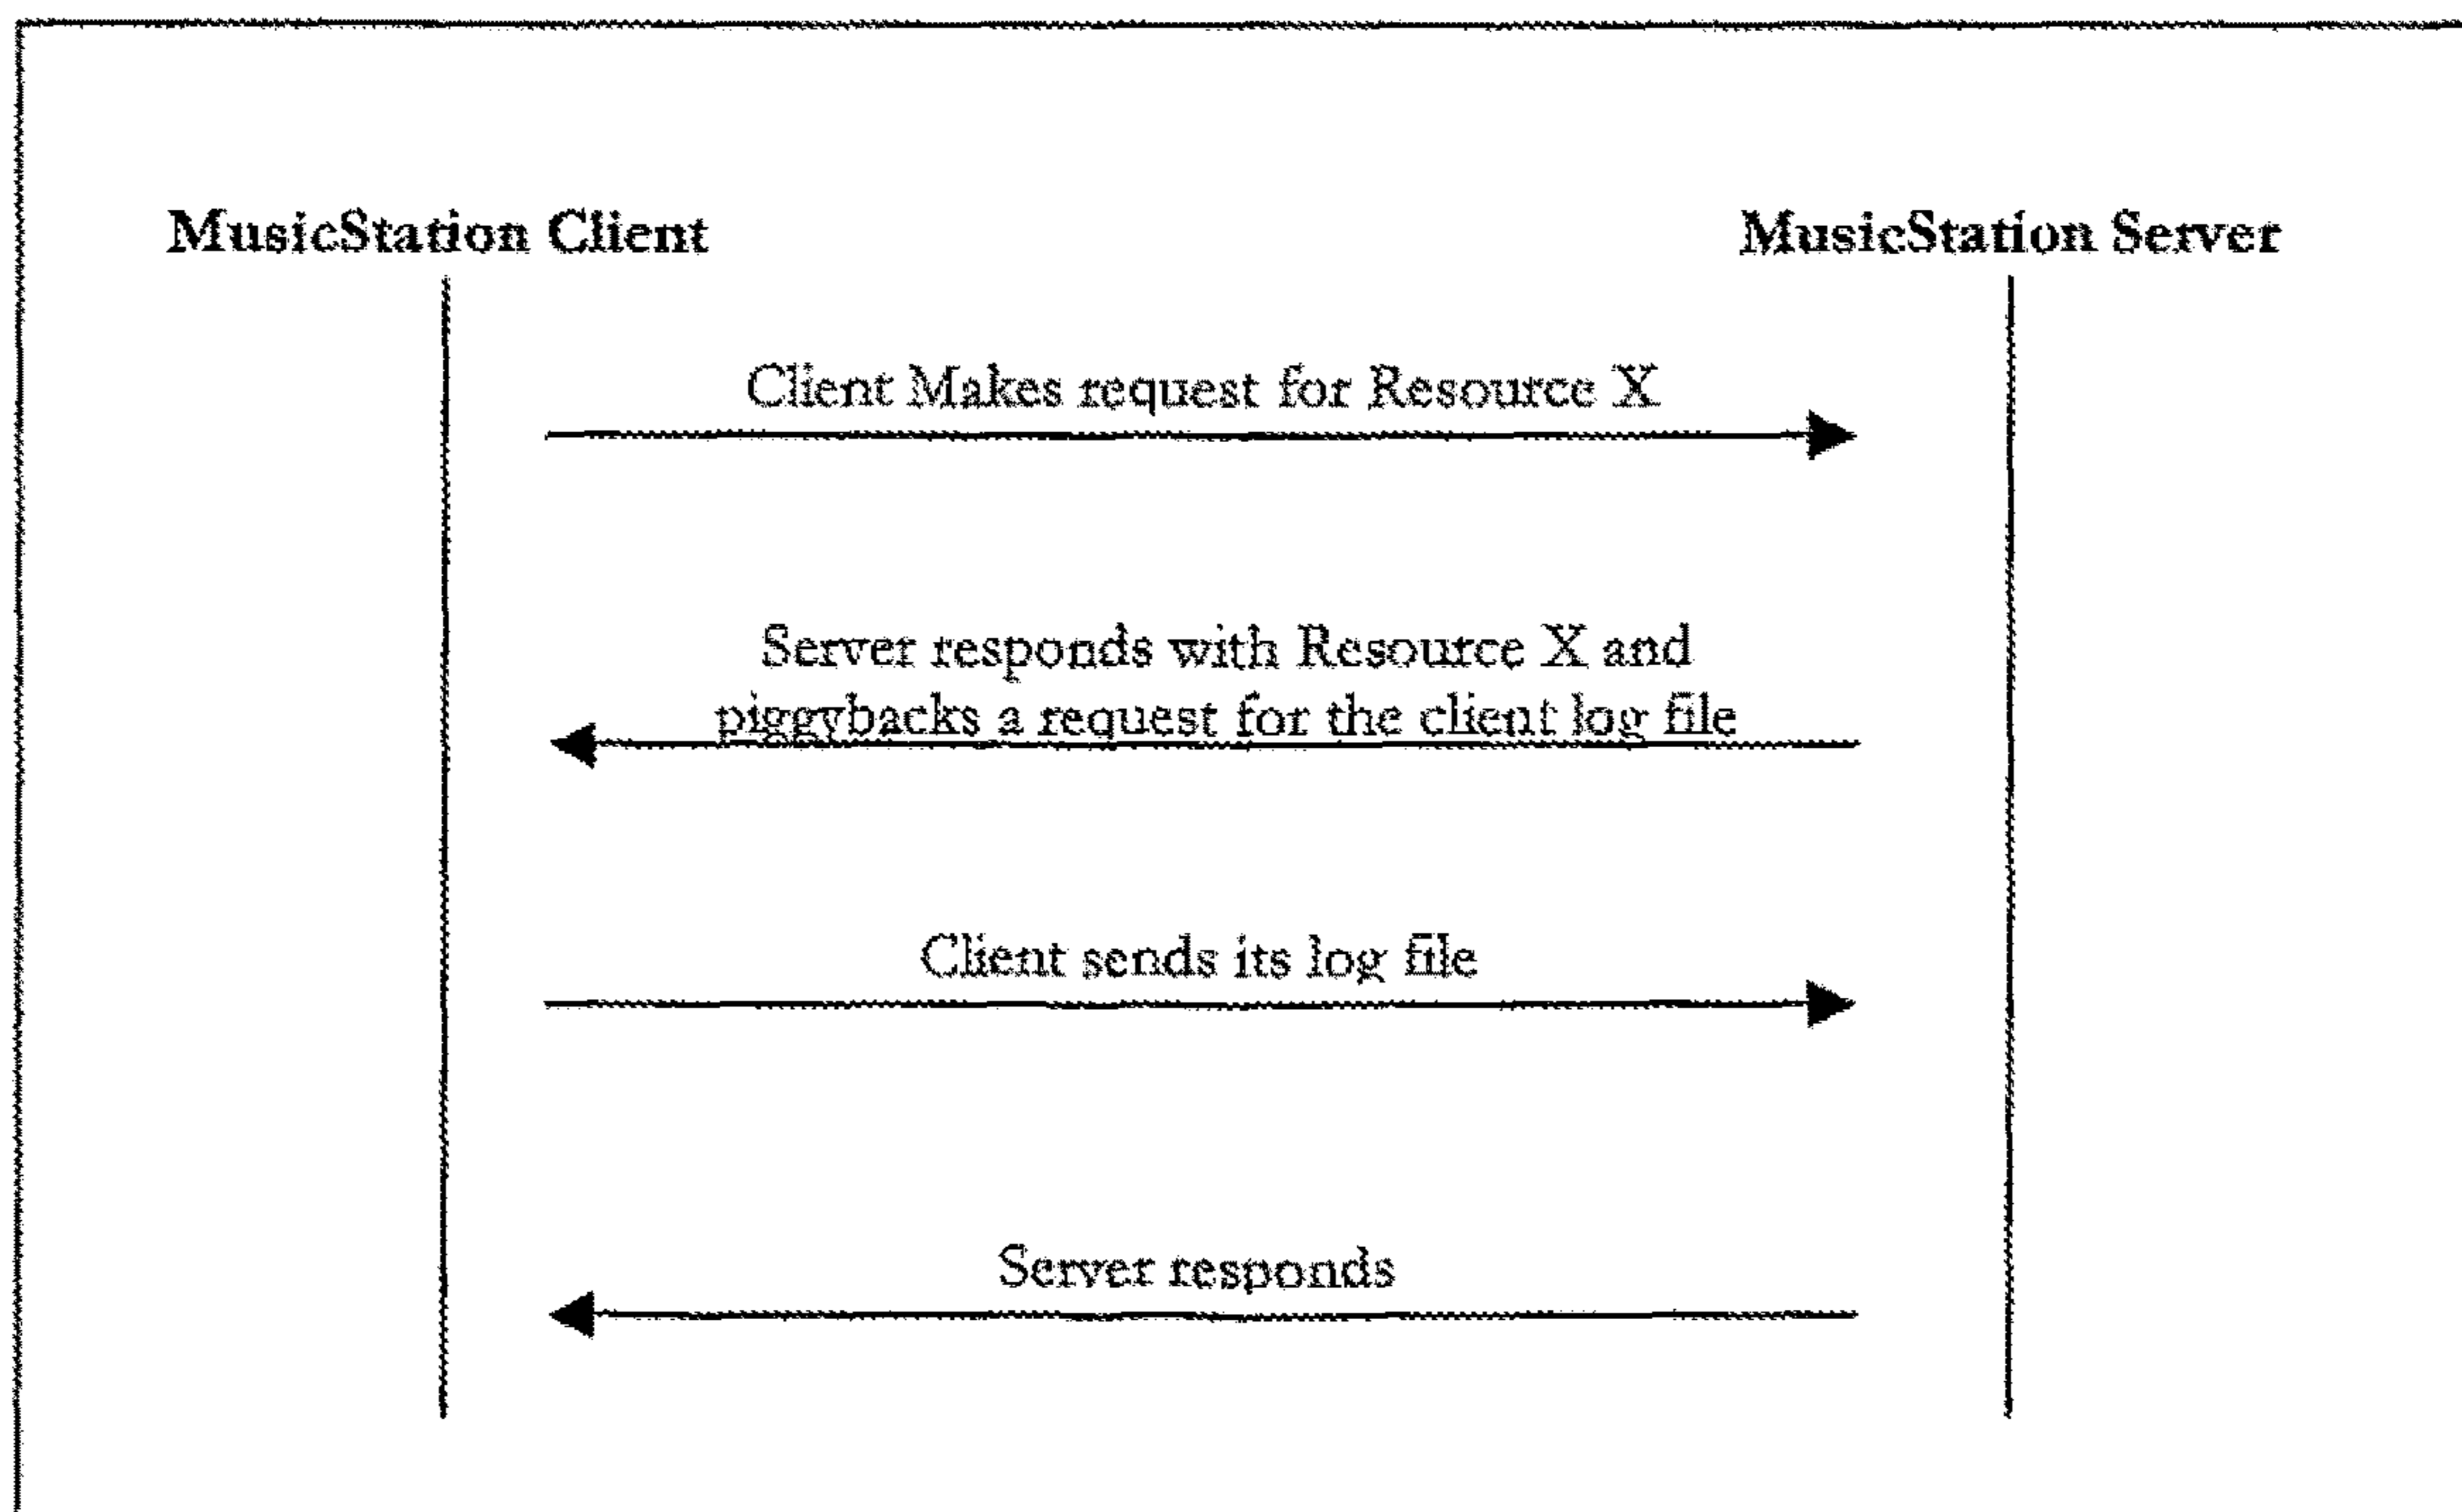 MusicStation Client
MusicStation Server
Client Makes request for Resource X
Server responds with Resource X and
piggybacks a request for the client log file
Client sends its log file
Server responds